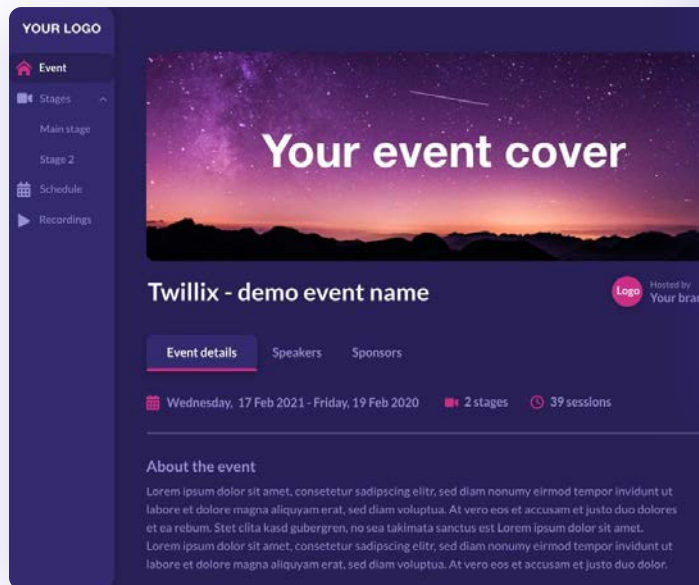 YOUR LOGO
Event
Stages
Main stage
Stage 2
Schedule
Recordings
Your event cover
Twillix - demo event name
Logo
Hosted by
Your bran
Event details
Speakers
Sponsors
Wednesday, 17 Feb 2021 - Friday, 19 Feb 2020
2 stages
39 sessions
About the event
Lorem ipsum dolor sit amet, consetetur sadipscing elitr, sed diam nonumy eirmod tempor invidunt ut
labore et dolore magna aliquyam erat, sed diam voluptua. At vero eos et accusam et justo duo dolores
et ea rebum. Stet clita kasd gubergren, no sea takimata sanctus est Lorem ipsum dolor sit amet.
Lorem ipsum dolor sit amet, consetetur sadipscing elitr, sed diam nonumy eirmod tempor invidunt ut
labore et dolore magna aliquyam erat, sed diam voluptua. At vero eos et accusam et justo duo dolor.